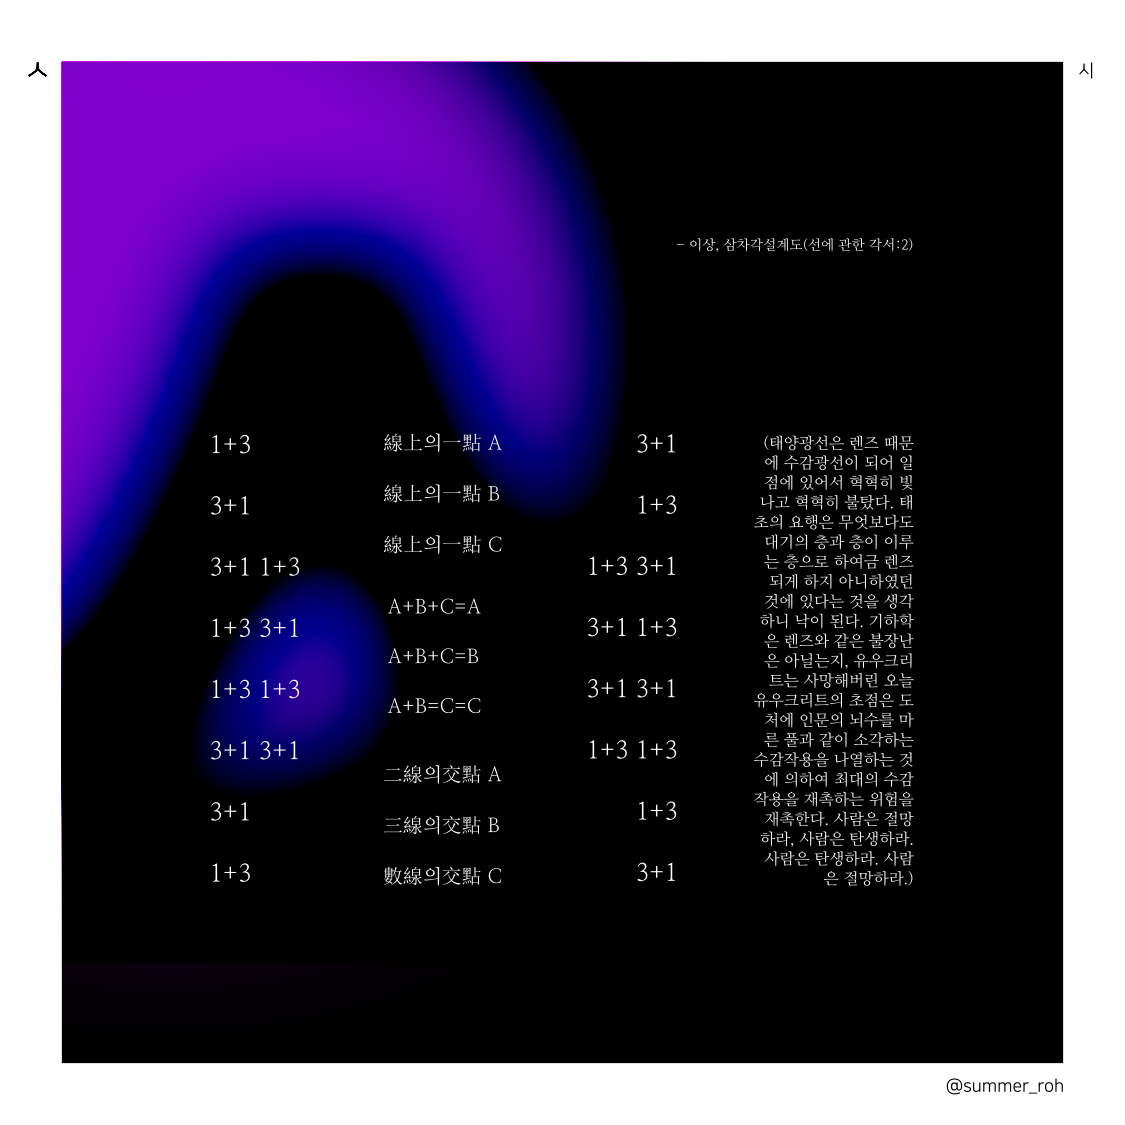 ㅅ
시
- 이상, 삼차각설계도(선에 관한 각서:2)
1+3
3+1
3+1 1+3
1+3 3+1
1+3 1+3
3+1 3+1
3+1
1+3
線上의一點 A
線上의一點 B
線上의一點 C
A+B+C=A
A+B+C=B
A+B=C=C
二線의交點 A
三線의交點 B
數線의交點 C
3+1
1+3
1+3 3+1
3+1 1+3
3+1 3+1
1+3 1+3
1+3
3+1
(태양광선은 렌즈 때문
에 수감광선이 되어 일
점에 있어서 혁혁히 빛
나고 혁혁히 불탔다. 태
초의 요행은 무엇보다도
대기의 층과 층이 이루
는 층으로 하여금 렌즈
되게 하지 아니하였던
것에 있다는 것을 생각
하니 낙이 된다. 기하학
은 렌즈와 같은 불장난
은 아닐는지, 유우크리
트는 사망해버린 오늘
유우크리트의 초점은 도
처에 인문의 뇌수를 마
른 풀과 같이 소각하는
수감작용을 나열하는 것
에 의하여 최대의 수감
작용을 재촉하는 위험을
재촉한다. 사람은 절망
하라, 사람은 탄생하라.
사람은 탄생하라. 사람
은 절망하라.)
@summer_roh